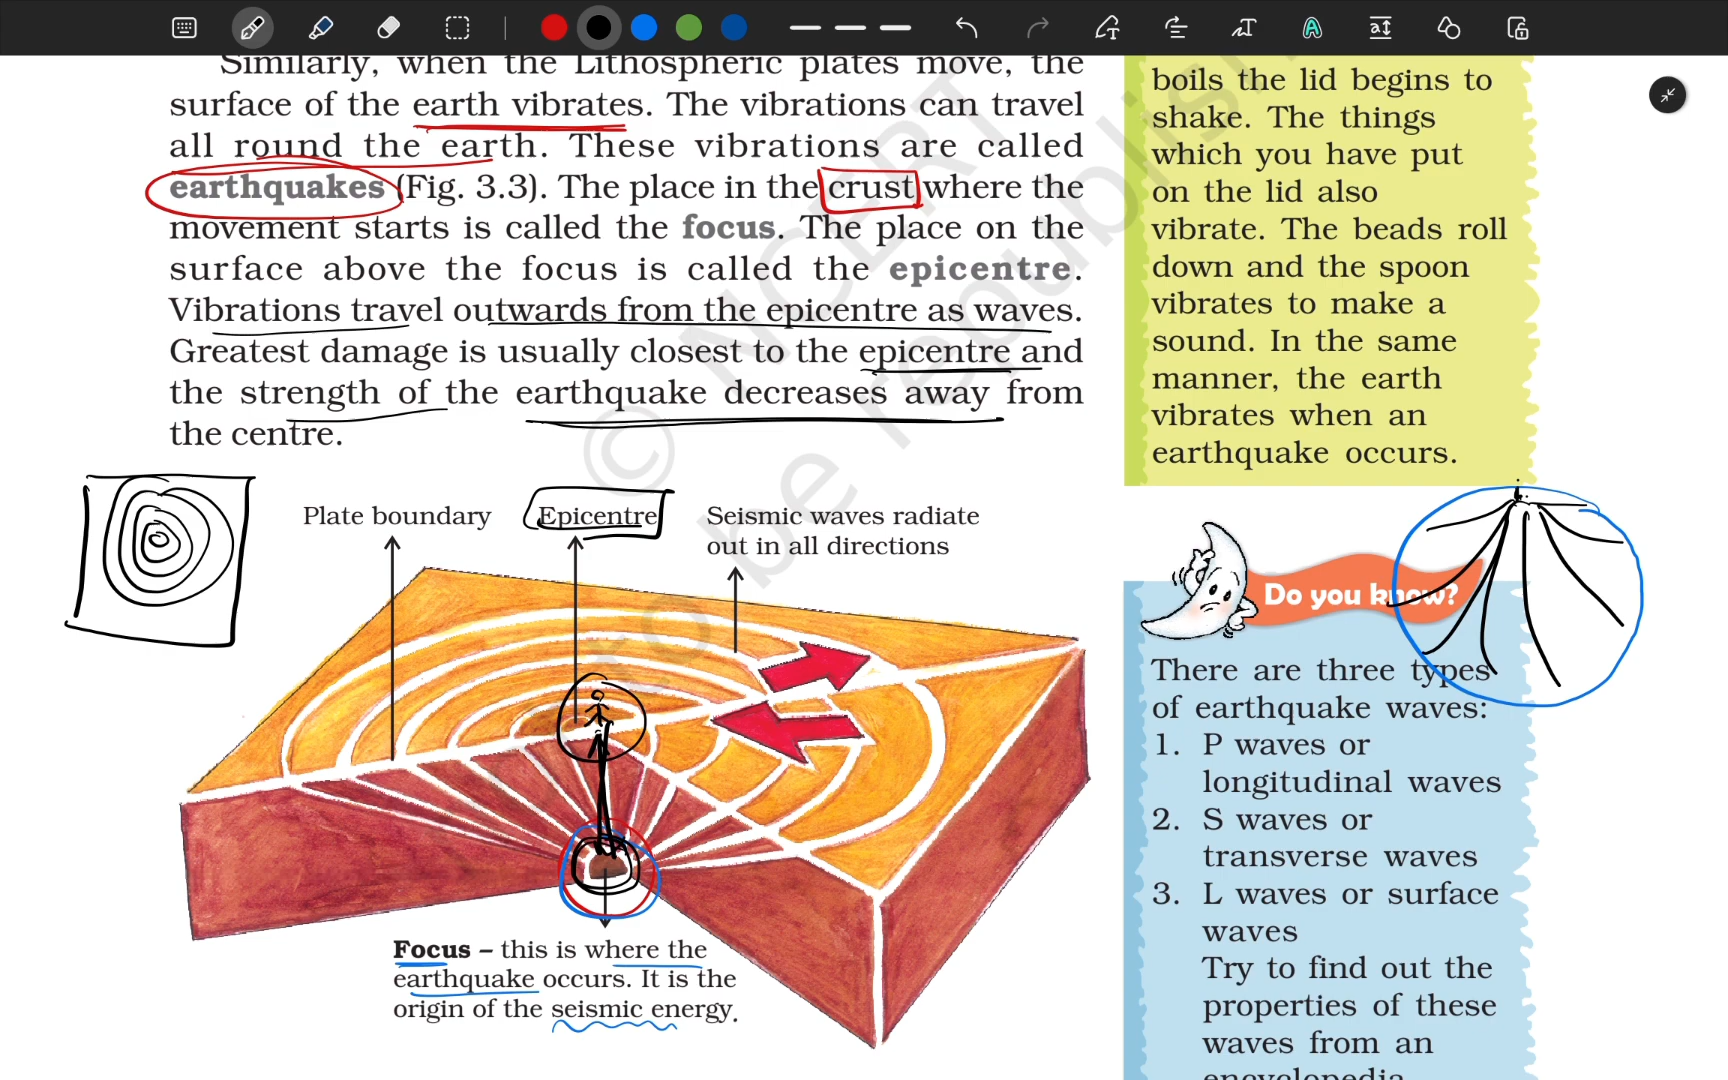 Similarly, when the Lithospheric plates move, the
surface of the earth vibrates. The vibrations can travel
all round the earth. These vibrations are called
earthquakes (Fig. 3.3). The place in the crust where the
movement starts is called the focus. The place on the
surface above the focus is called the epicentre.
Vibrations travel outwards from the epicentre as waves.
Greatest damage is usually closest to the epicentre and
the strength of the earthquake decreases away from
the centre.
Plate boundary
Epicentre
Seismic waves radiate
out in all directions
Focus – this is where the
earthquake occurs. It is the
origin of the seismic energy.
boils the lid begins to
shake. The things
which you have put
on the lid also
vibrate. The beads roll
down and the spoon
vibrates to make a
sound. In the same
manner, the earth
vibrates when an
earthquake occurs.
Do you know?
There are three types
of earthquake waves:
1. P waves or
longitudinal waves
2. S waves or
transverse waves
3. L waves or surface
waves
Try to find out the
properties of these
waves from an
encyclopedia
© NCERT
be republish